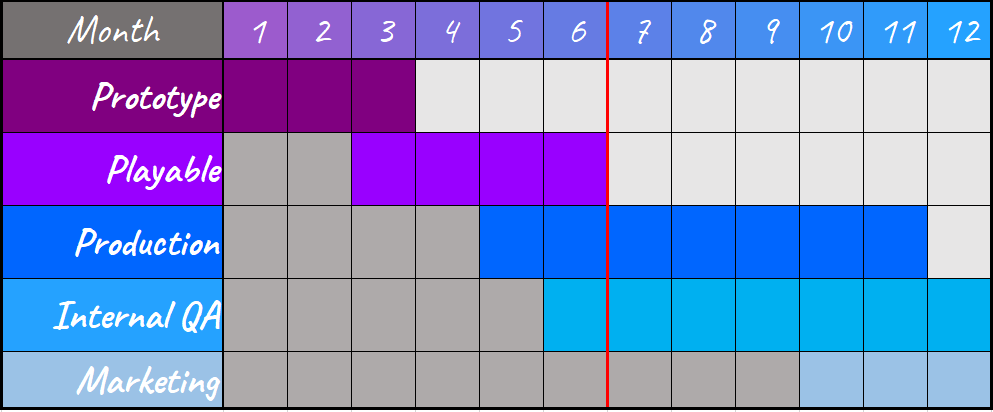 Month 1 2 3 4 5 6 7 8 9 10 11 12
Prototype
Playable
Production
Internal QA
Marketing